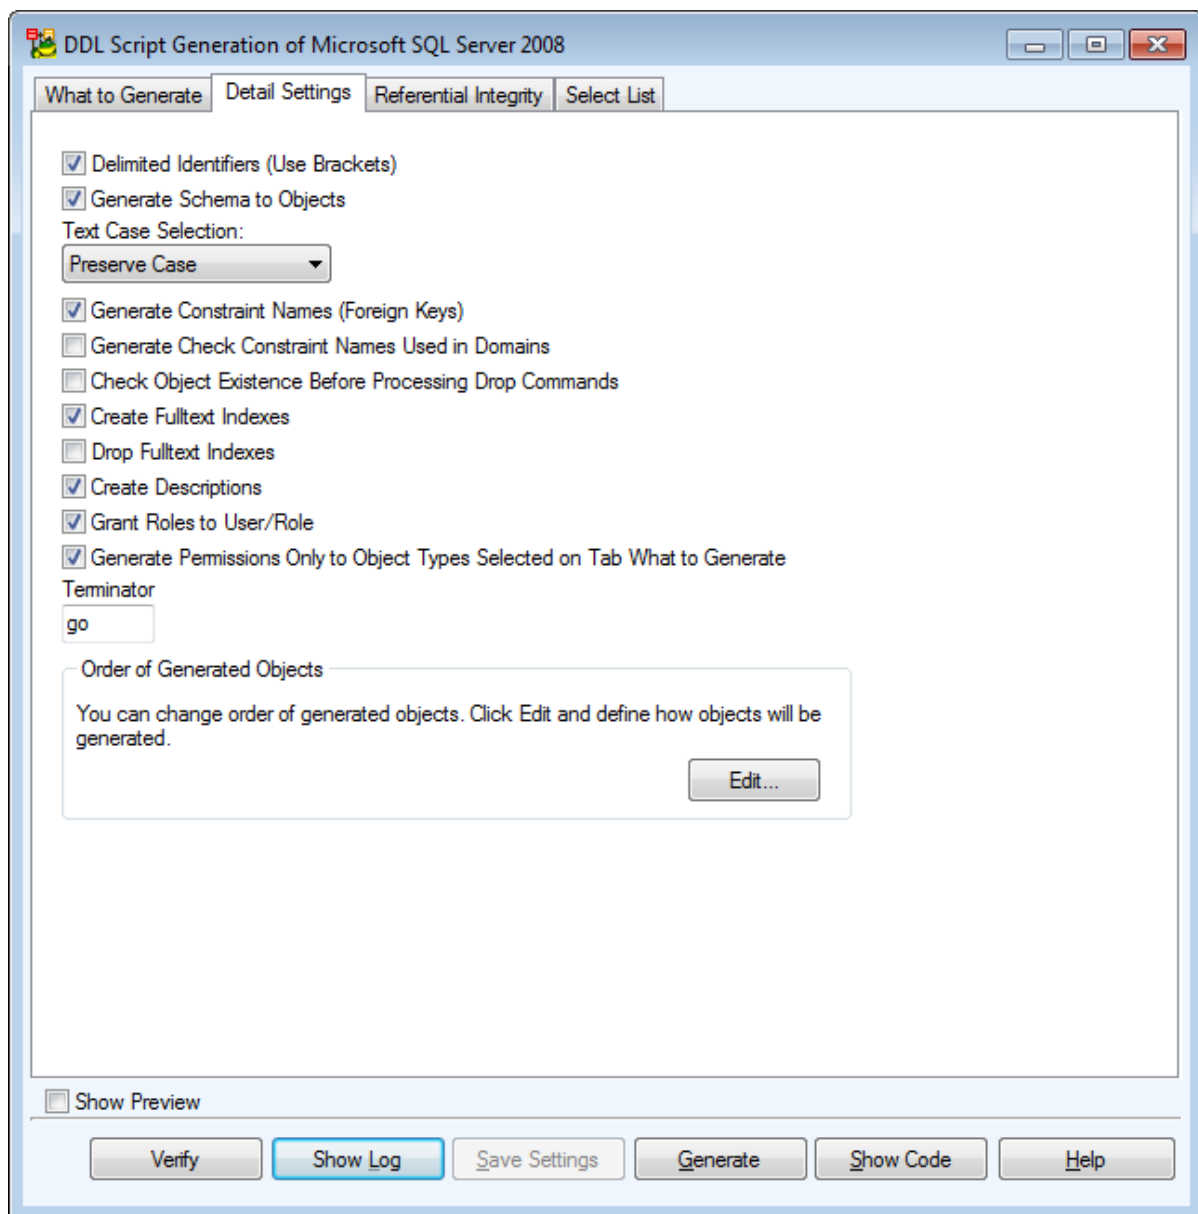 DDL Script Generation of Microsoft SQL Server 2008
What to Generate
Detail Settings
Referential Integrity
Select List
Delimited Identifiers (Use Brackets)
Generate Schema to Objects
Text Case Selection:
Preserve Case
Generate Constraint Names (Foreign Keys)
Generate Check Constraint Names Used in Domains
Check Object Existence Before Processing Drop Commands
Create Fulltext Indexes
Drop Fulltext Indexes
Create Descriptions
Grant Roles to User/Role
Generate Permissions Only to Object Types Selected on Tab What to Generate
Terminator
go
Order of Generated Objects
You can change order of generated objects. Click Edit and define how objects will be
generated.
Edit...
Show Preview
Verify
Show Log
Save Settings
Generate
Show Code
Help